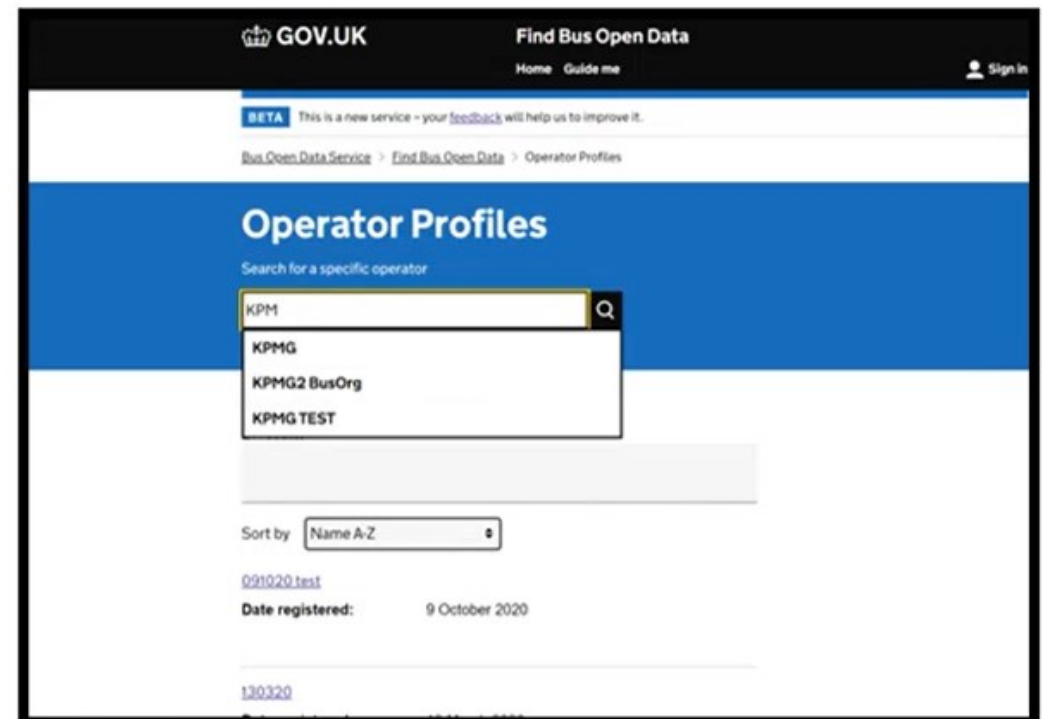 GOV.UK
Find Bus Open Data
Home Guide me
Sign in
BETA This is a new service – your feedback will help us to improve it.
Bus Open Data Service > Find Bus Open Data > Operator Profiles
Operator Profiles
Search for a specific operator
KPM
KPMG
KPMG2 BusOrg
KPMG TEST
Sort by Name A-Z
091020 test
Date registered: 9 October 2020
130320